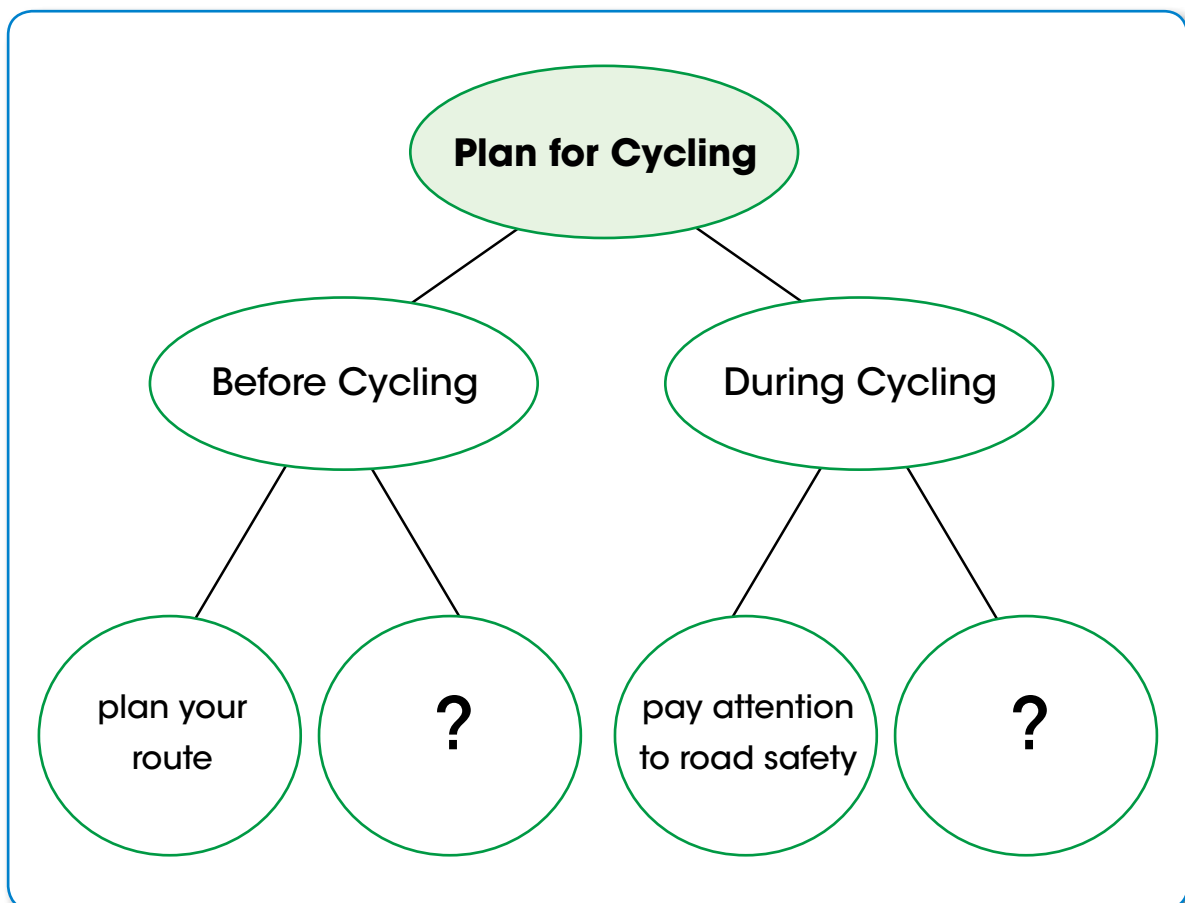 Plan for Cycling
Before Cycling
During Cycling
plan your
route
?
pay attention
to road safety
?